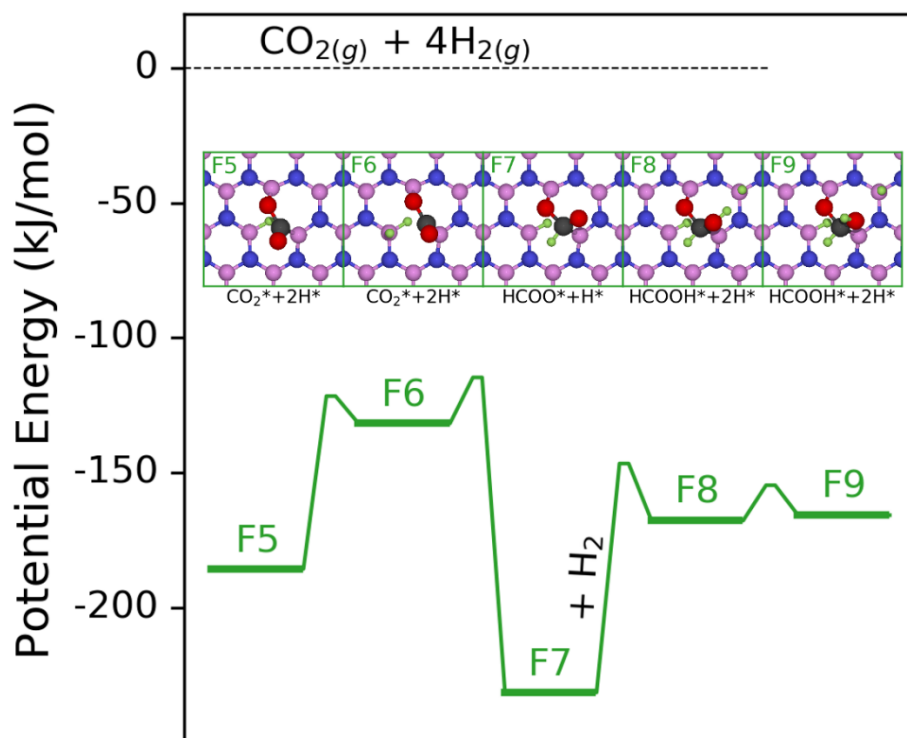 CO₂(g) + 4H₂(g)
Potential Energy (kJ/mol)
0
-50
-100
-150
-200
F5 F6 F7 F8 F9
CO₂*+2H* CO₂*+2H* HCOO*+H* HCOOH*+2H* HCOOH*+2H*
F5
F6
F7
+ H₂
F8
F9